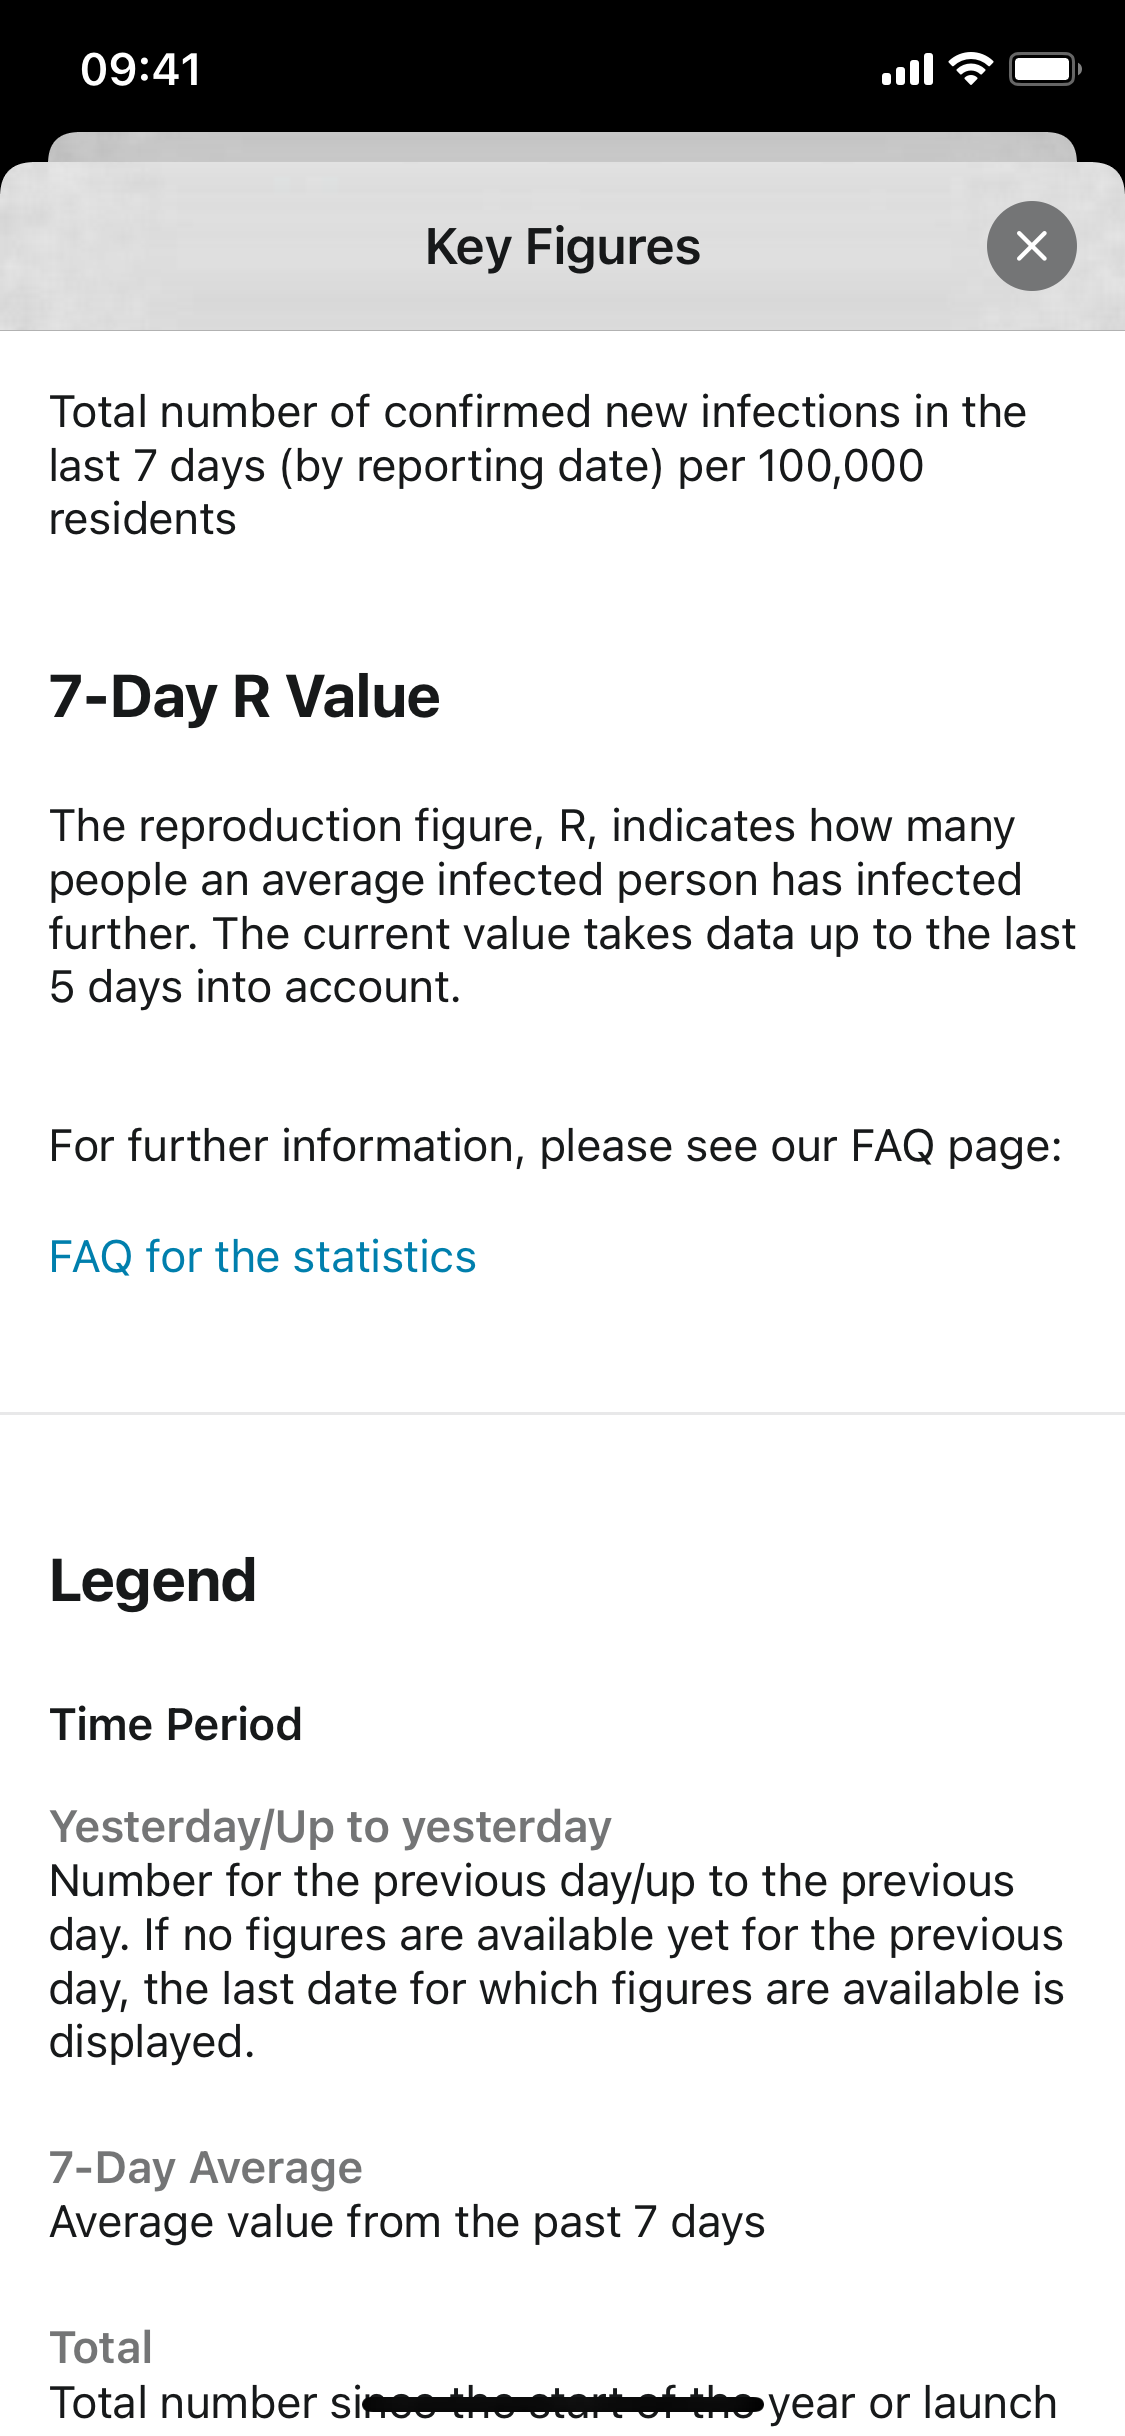 09:41
Key Figures
Total number of confirmed new infections in the
last 7 days (by reporting date) per 100,000
residents
7-Day R Value
The reproduction figure, R, indicates how many
people an average infected person has infected
further. The current value takes data up to the last
5 days into account.
For further information, please see our FAQ page:
FAQ for the statistics
Legend
Time Period
Yesterday/Up to yesterday
Number for the previous day/up to the previous
day. If no figures are available yet for the previous
day, the last date for which figures are available is
displayed.
7-Day Average
Average value from the past 7 days
Total
Total number since the start of the year or launch